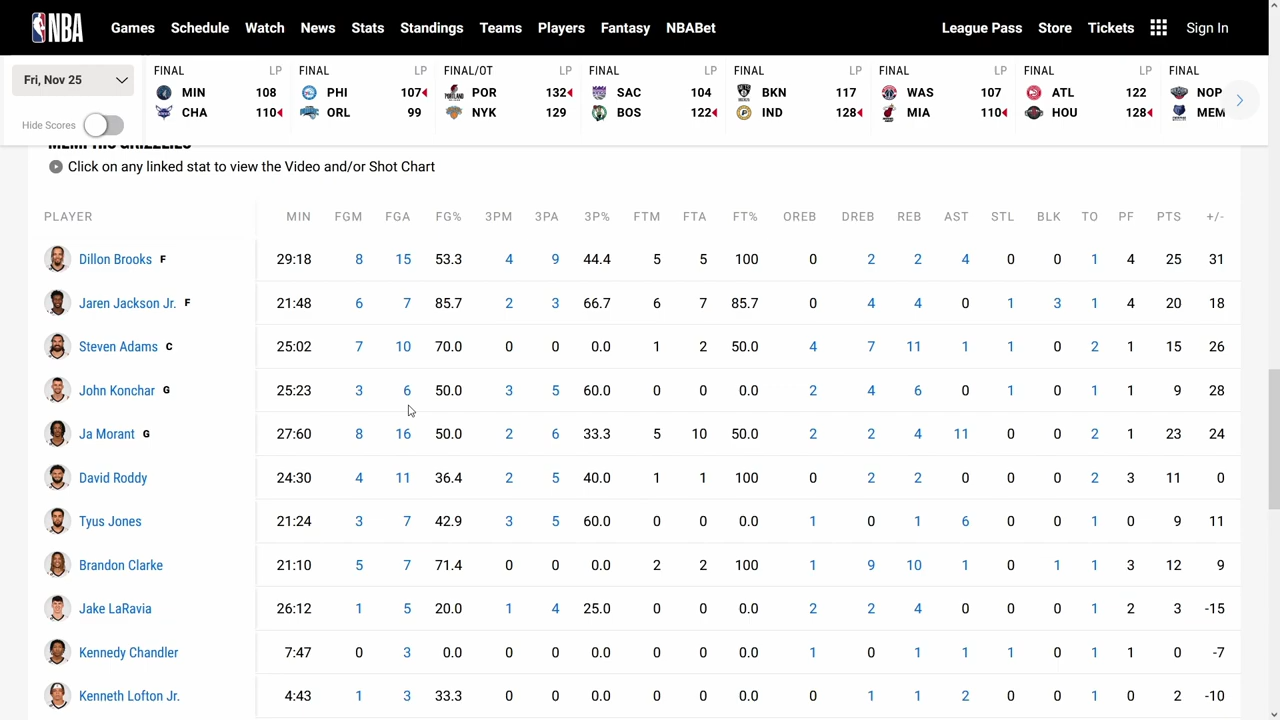 NBA Games Schedule Watch News Stats Standings Teams Players Fantasy NBABet League Pass Store Tickets Sign In
Fri, Nov 25
Hide Scores
FINAL LP
MIN 108
CHA 110
FINAL LP
PHI 107
ORL 99
FINAL/OT LP
POR 132
NYK 129
FINAL LP
SAC 104
BOS 122
FINAL LP
BKN 117
IND 128
FINAL LP
WAS 107
MIA 110
FINAL LP
ATL 122
HOU 128
FINAL
NOP
MEM
MEMPHIS GRIZZLIES
Click on any linked stat to view the Video and/or Shot Chart
PLAYER MIN FGM FGA FG% 3PM 3PA 3P% FTM FTA FT% OREB DREB REB AST STL BLK TO PF PTS +/-
Dillon Brooks F 29:18 8 15 53.3 4 9 44.4 5 5 100 0 2 2 4 0 0 1 4 25 31
Jaren Jackson Jr. F 21:48 6 7 85.7 2 3 66.7 6 7 85.7 0 4 4 0 1 3 1 4 20 18
Steven Adams C 25:02 7 10 70.0 0 0 0.0 1 2 50.0 4 7 11 1 1 0 2 1 15 26
John Konchar G 25:23 3 6 50.0 3 5 60.0 0 0 0.0 2 4 6 0 1 0 1 1 9 28
Ja Morant G 27:60 8 16 50.0 2 6 33.3 5 10 50.0 2 2 4 11 0 0 2 1 23 24
David Roddy 24:30 4 11 36.4 2 5 40.0 1 1 100 0 2 2 0 0 0 2 3 11 0
Tyus Jones 21:24 3 7 42.9 3 5 60.0 0 0 0.0 1 0 1 6 0 0 1 0 9 11
Brandon Clarke 21:10 5 7 71.4 0 0 0.0 2 2 100 1 9 10 1 0 1 1 3 12 9
Jake LaRavia 26:12 1 5 20.0 1 4 25.0 0 0 0.0 2 2 4 0 0 0 1 2 3 -15
Kennedy Chandler 7:47 0 3 0.0 0 0 0.0 0 0 0.0 1 0 1 1 1 0 1 1 0 -7
Kenneth Lofton Jr. 4:43 1 3 33.3 0 0 0.0 0 0 0.0 0 1 1 2 0 0 1 0 2 -10